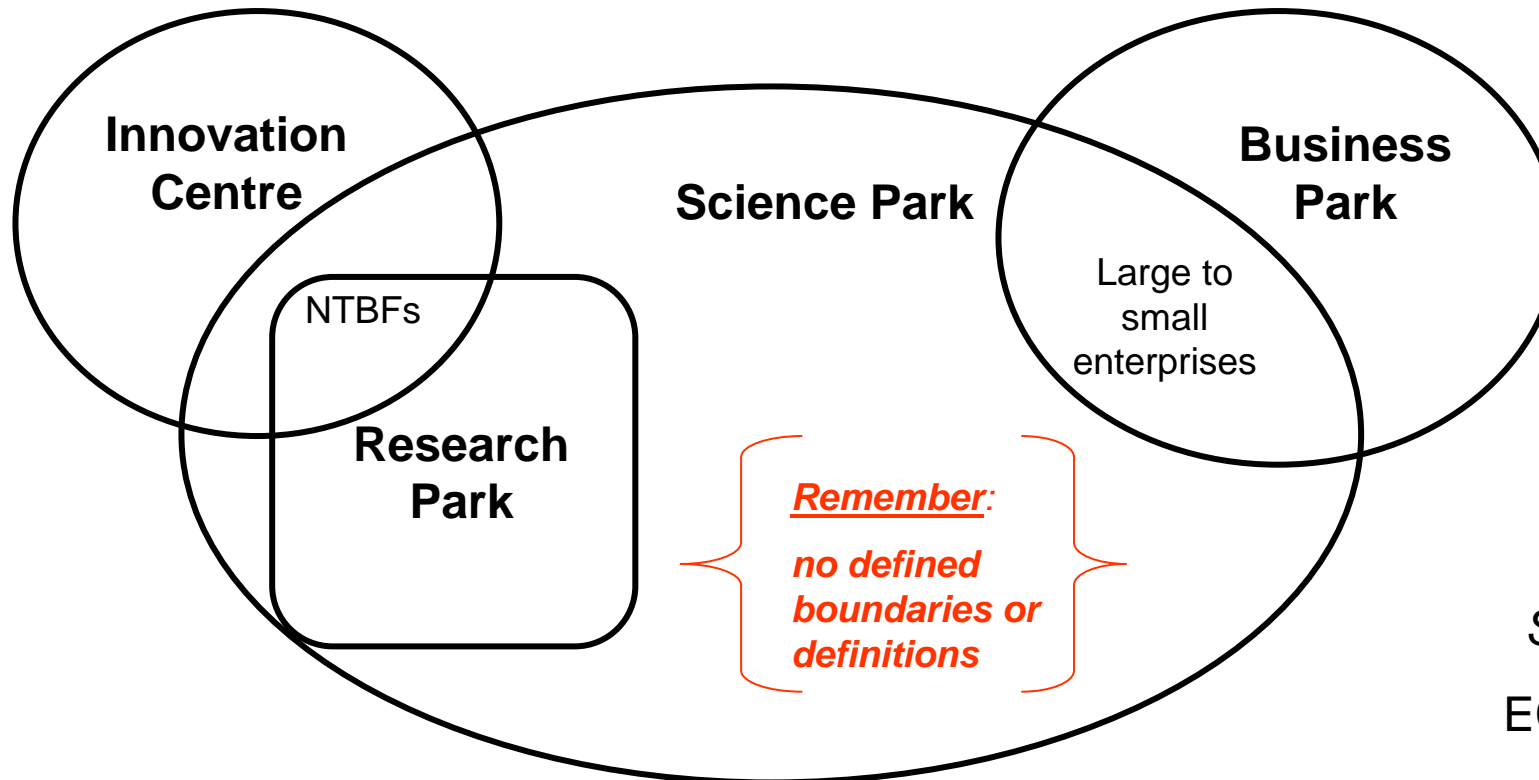 Innovation
Centre
Science Park
Business
Park
NTBFs
Large to
small
enterprises
Research
Park
Remember:
no defined
boundaries or
definitions